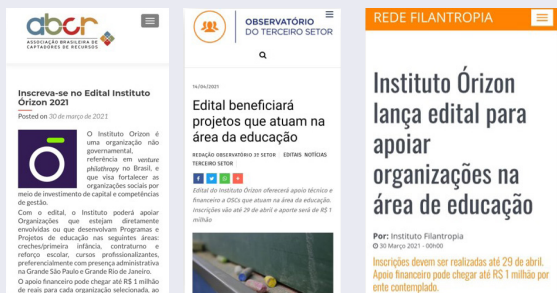 abcr
ASSOCIAÇÃO BRASILEIRA DE
CAPTADORES DE RECURSOS
Inscreva-se no Edital Instituto
Órizon 2021
Posted on 30 de março de 2021
O Instituto Órizon é
uma organização não
governamental,
referência em venture
philanthropy no Brasil, e
que visa fortalecer as
organizações sociais por
meio de investimento de capital e competências
de gestão.
Com o edital, o Instituto poderá apoiar
Organizações que estejam diretamente
envolvidas ou que desenvolvam Programas e
Projetos de educação nas seguintes áreas:
creches/primeira infância, contraturno e
reforço escolar, cursos profissionalizantes,
preferencialmente com presença administrativa
na Grande São Paulo e Grande Rio de Janeiro.
O apoio financeiro pode chegar até R$ 1 milhão
de reais para cada organização selecionada, ao
OBSERVATÓRIO
DO TERCEIRO SETOR
14/04/2021
Edital beneficiará
projetos que atuam na
área da educação
REDAÇÃO OBSERVATÓRIO 3º SETOR EDITAIS NOTÍCIAS
TERCEIRO SETOR
Edital do Instituto Órizon oferecerá apoio técnico e
financeiro a OSCs que atuam na área da educação.
Inscrições vão até 29 de abril e aporte será de R$ 1
milhão
REDE FILANTROPIA
Instituto Órizon
lança edital para
apoiar
organizações na
área de educação
Por: Instituto Filantropia
30 Março 2021 - 00h00
Inscrições devem ser realizadas até 29 de abril.
Apoio financeiro pode chegar até R$ 1 milhão por
ente contemplado.